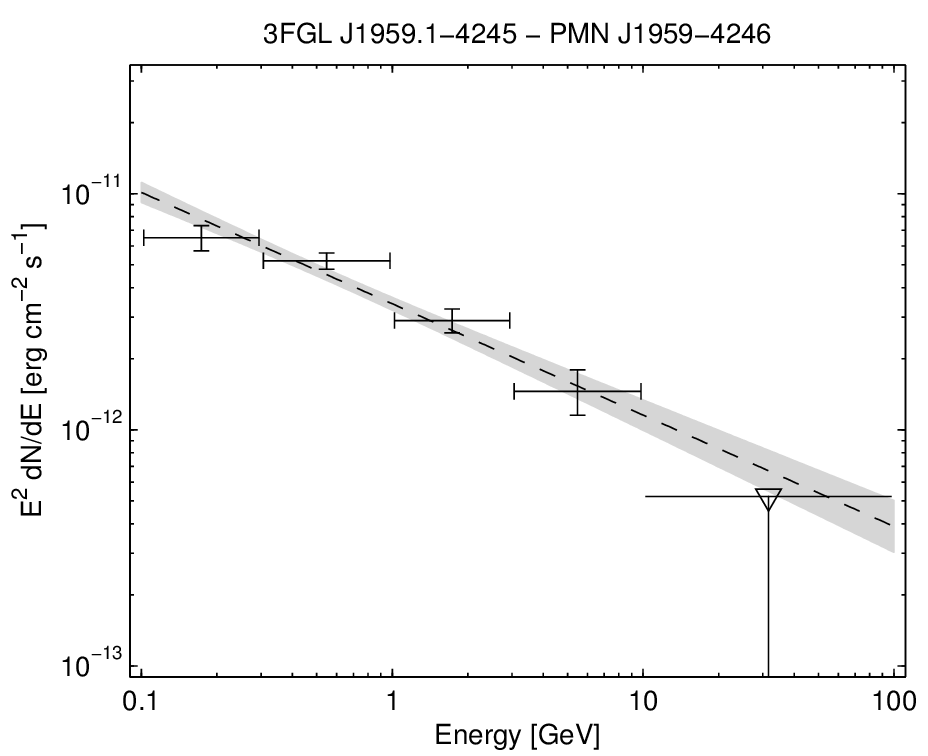 3FGL J1959.1−4245 − PMN J1959−4246
E² dN/dE [erg cm⁻² s⁻¹]
10⁻¹¹
10⁻¹²
10⁻¹³
0.1 1 10 100
Energy [GeV]